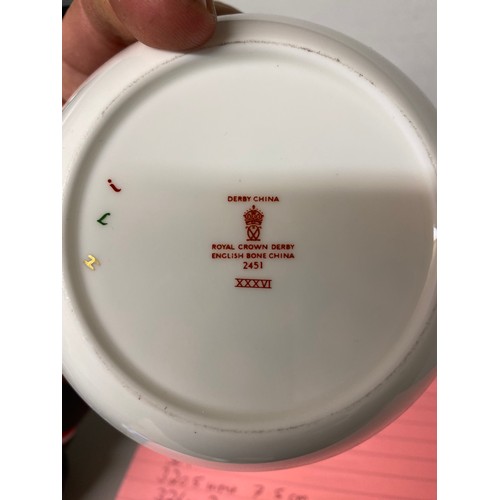 DERBY CHINA
ROYAL CROWN DERBY
ENGLISH BONE CHINA
2451
XXXVI